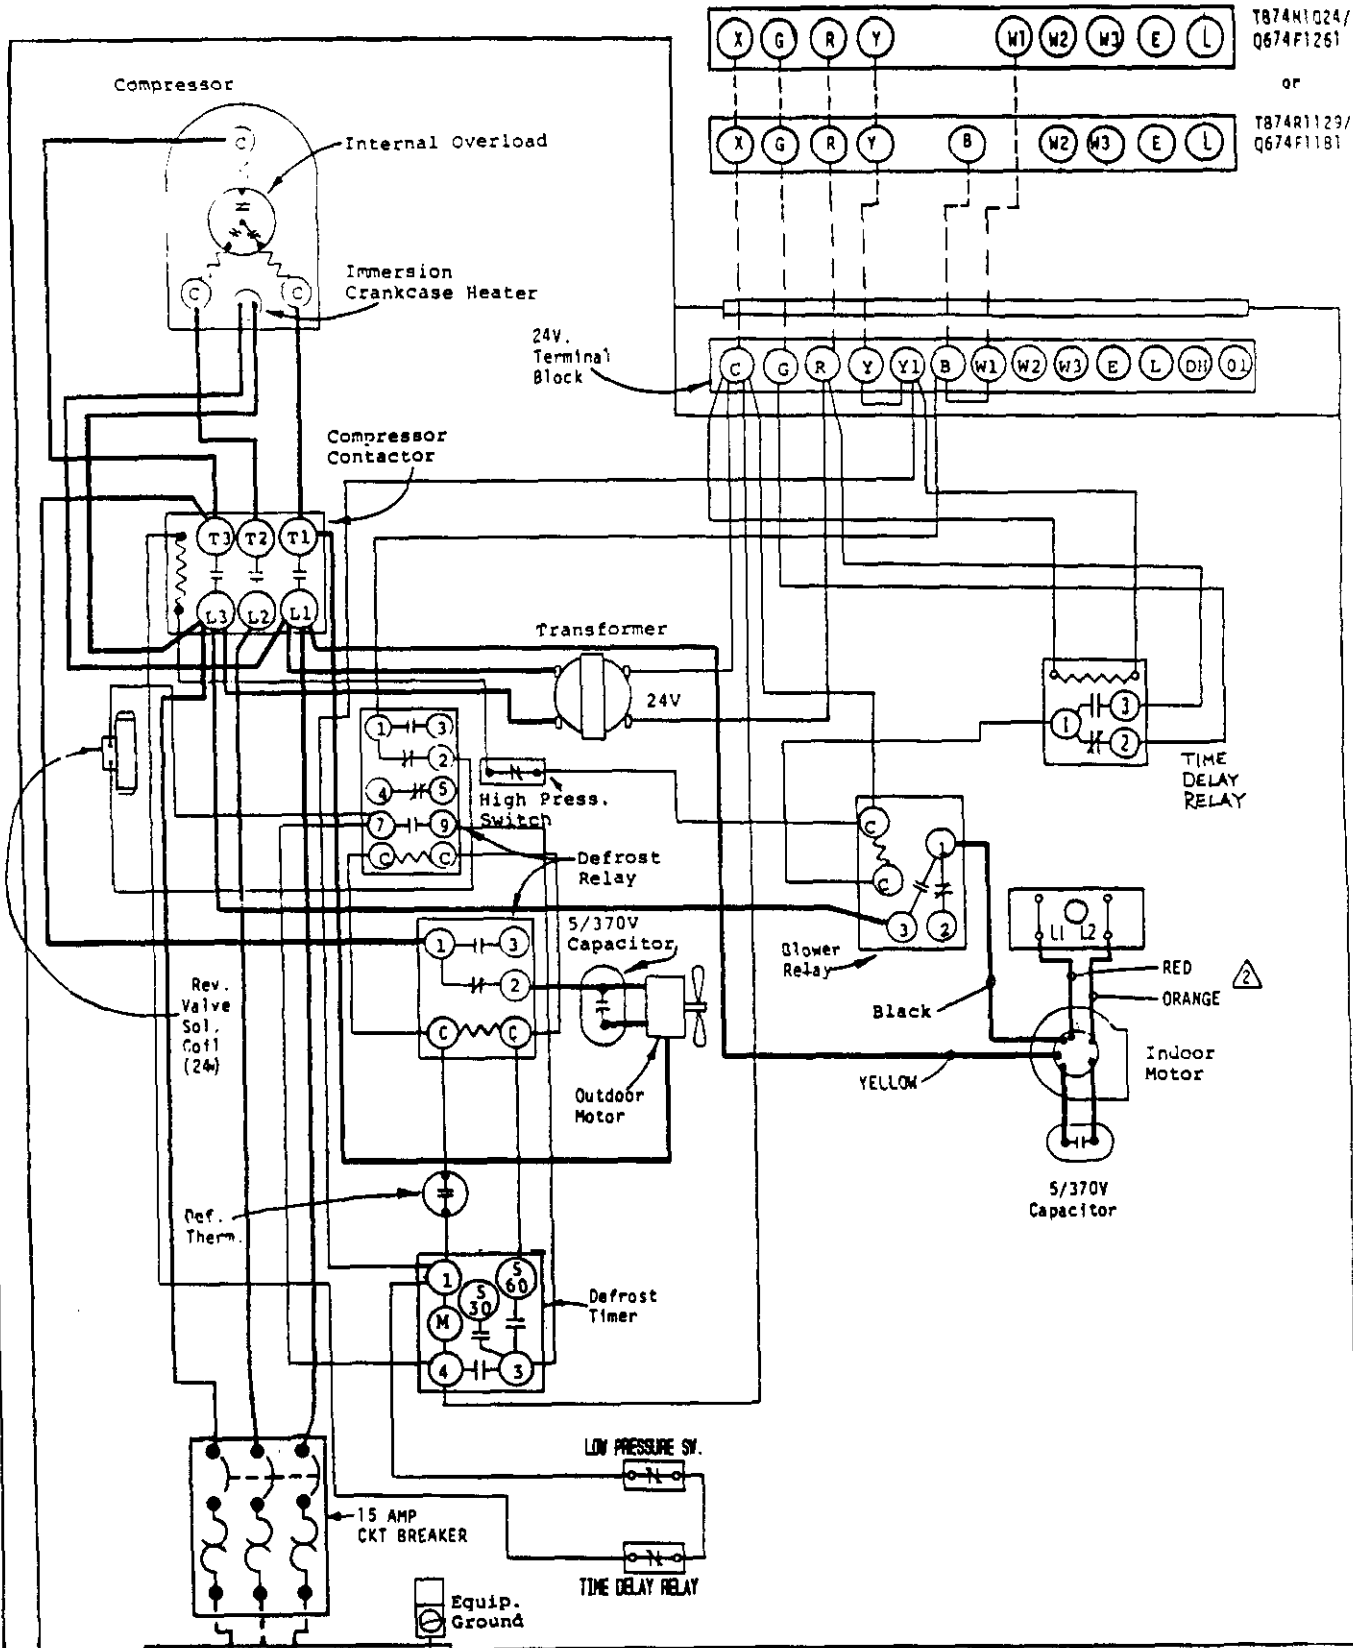 X G R Y W1 W2 W3 E L
T874N1024/
Q674F1261
or
X G R Y B W2 W3 E L
T874R1129/
Q674F1181
Compressor
C
Internal Overload
C C
Immersion
Crankcase Heater
24V.
Terminal
Block
C G R Y Y1 B W1 W2 W3 E L DH O1
Compressor
Contactor
T3 T2 T1
L3 L2 L1
Transformer
24V
1 3
2
4 5
7 9
C C
High Press.
Switch
Defrost
Relay
3
1
2
TIME
DELAY
RELAY
C
C
1
3 2
Blower
Relay
L1 L2
RED
ORANGE
2
Black
YELLOW
Indoor
Motor
5/370V
Capacitor
1 3
2
C C
5/370V
Capacitor
Outdoor
Motor
Rev.
Valve
Sol.
Coil
Def.
Therm.
1
S
60
S
30
M
4 3
Defrost
Timer
LOW PRESSURE SW.
TIME DELAY RELAY
15 AMP
CKT BREAKER
Equip.
Ground